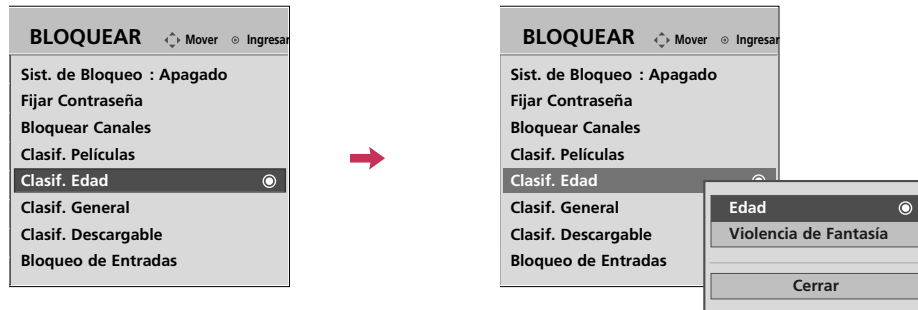 BLOQUEAR Mover Ingresar
Sist. de Bloqueo : Apagado
Fijar Contraseña
Bloquear Canales
Clasif. Películas
Clasif. Edad
Clasif. General
Clasif. Descargable
Bloqueo de Entradas
BLOQUEAR Mover Ingresar
Sist. de Bloqueo : Apagado
Fijar Contraseña
Bloquear Canales
Clasif. Películas
Clasif. Edad
Clasif. General
Clasif. Descargable
Bloqueo de Entradas
Edad
Violencia de Fantasía
Cerrar